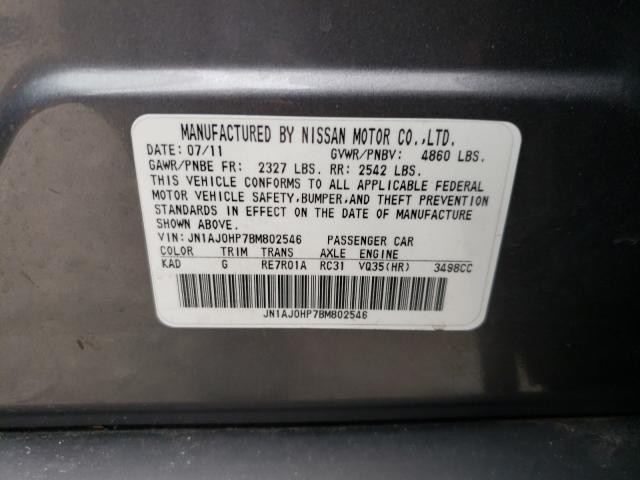 MANUFACTURED BY NISSAN MOTOR CO.,LTD.
DATE: 07/11 GVWR/PNBV: 4860 LBS.
GAWR/PNBE FR: 2327 LBS. RR: 2542 LBS.
THIS VEHICLE CONFORMS TO ALL APPLICABLE FEDERAL
MOTOR VEHICLE SAFETY,BUMPER,AND THEFT PREVENTION
STANDARDS IN EFFECT ON THE DATE OF MANUFACTURE
SHOWN ABOVE.
VIN: JN1AJ0HP7BM802546 PASSENGER CAR
COLOR TRIM TRANS AXLE ENGINE
KAD G RE7R01A RC31 VQ35(HR) 3498CC
JN1AJ0HP7BM802546